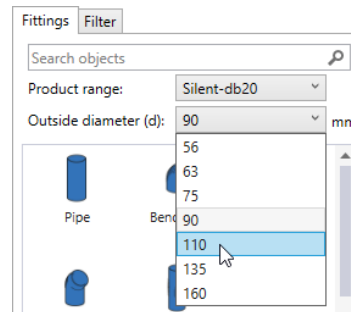 Fittings Filter
Search objects
Product range: Silent-db20
Outside diameter (d): 90 mm
56
63
75
90
110
135
160
Pipe